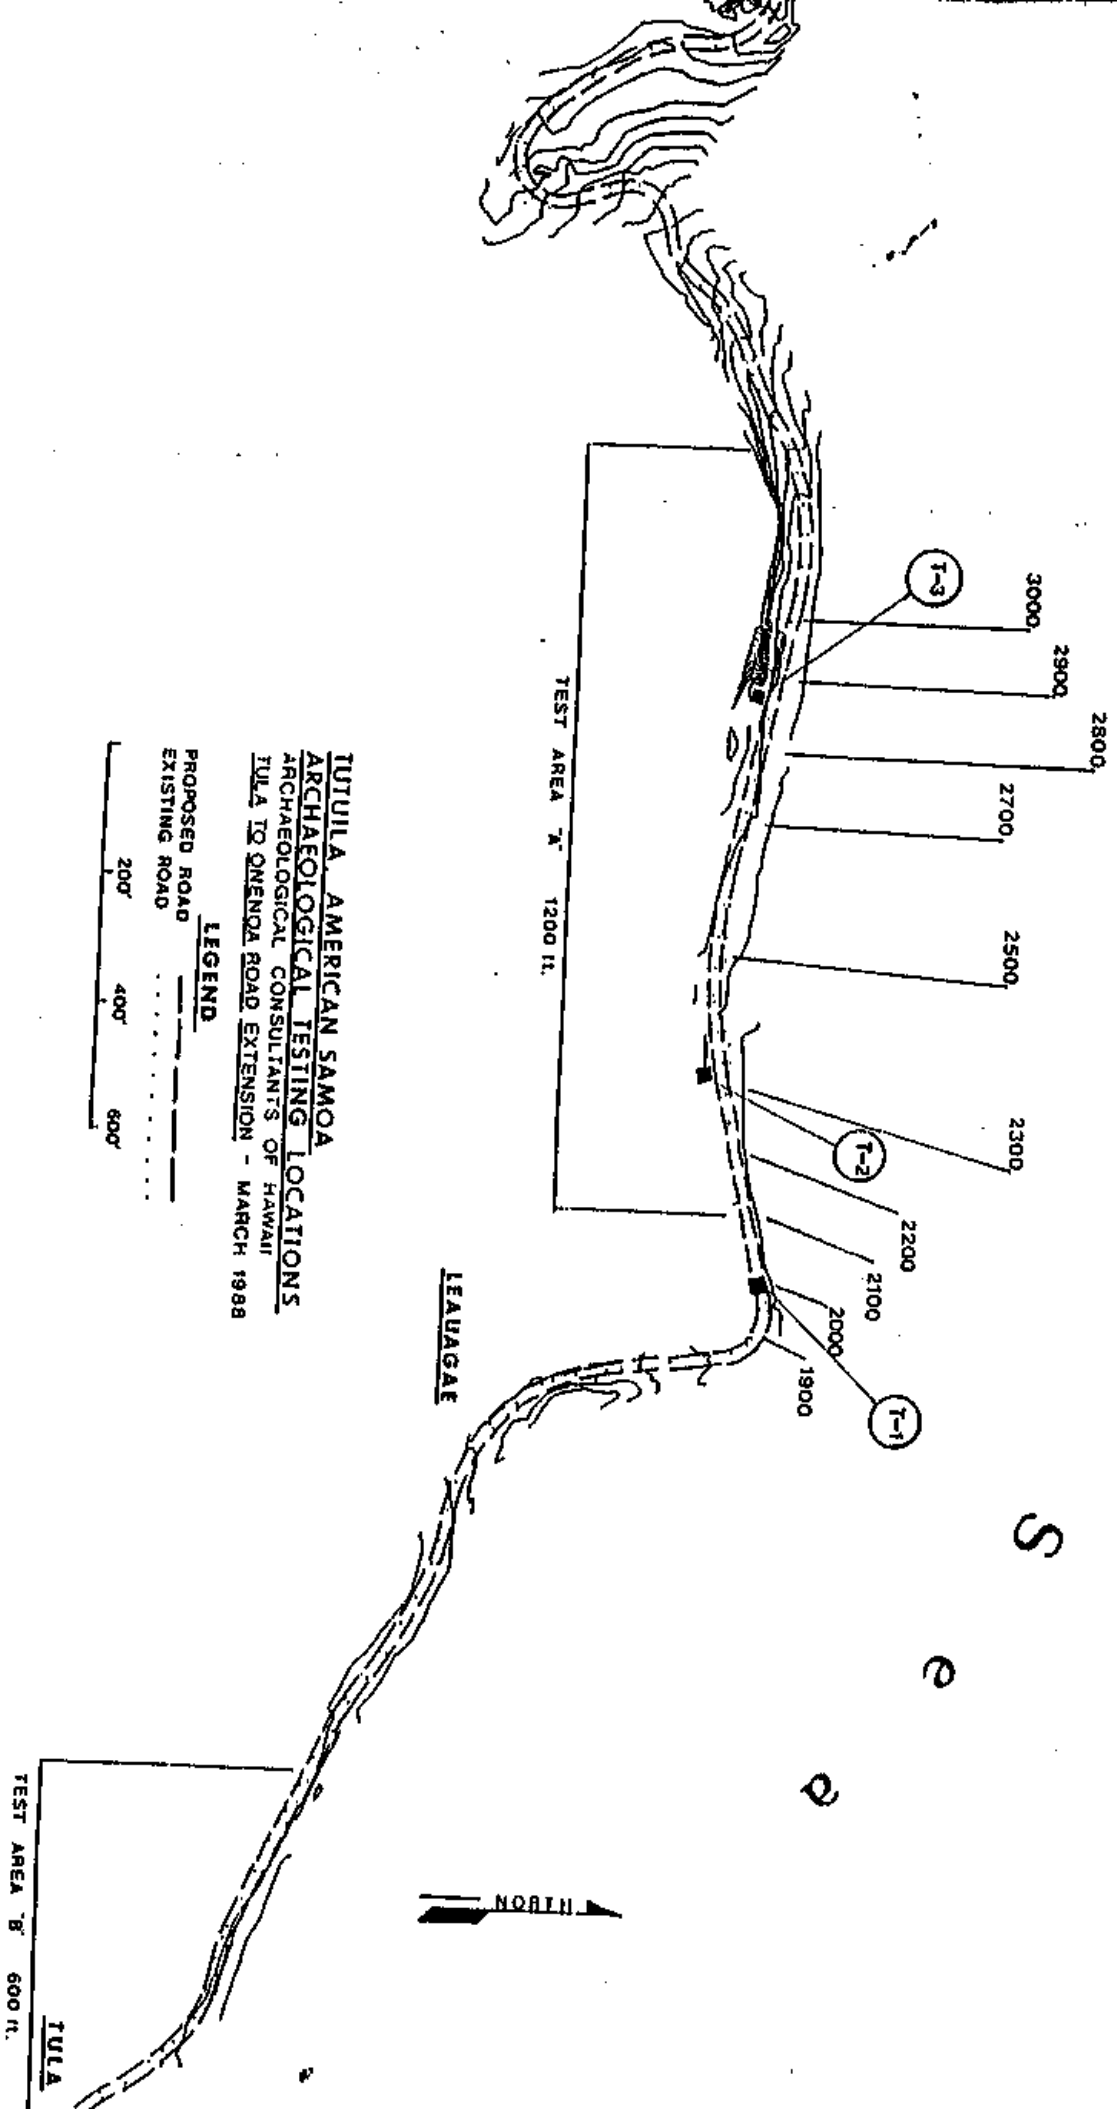 3000
2900
2800
2700
2500
2300
2200
2100
2000
1900
T-3
T-2
T-1
S e a
TEST AREA "A" 1200 ft.
LEAUAGAE
NORTH
TUTUILA AMERICAN SAMOA
ARCHAEOLOGICAL TESTING LOCATIONS
ARCHAEOLOGICAL CONSULTANTS OF HAWAII
TULA TO ONENOA ROAD EXTENSION - MARCH 1988
LEGEND
PROPOSED ROAD
EXISTING ROAD
200' 400' 600'
TULA
TEST AREA "B" 600 ft.